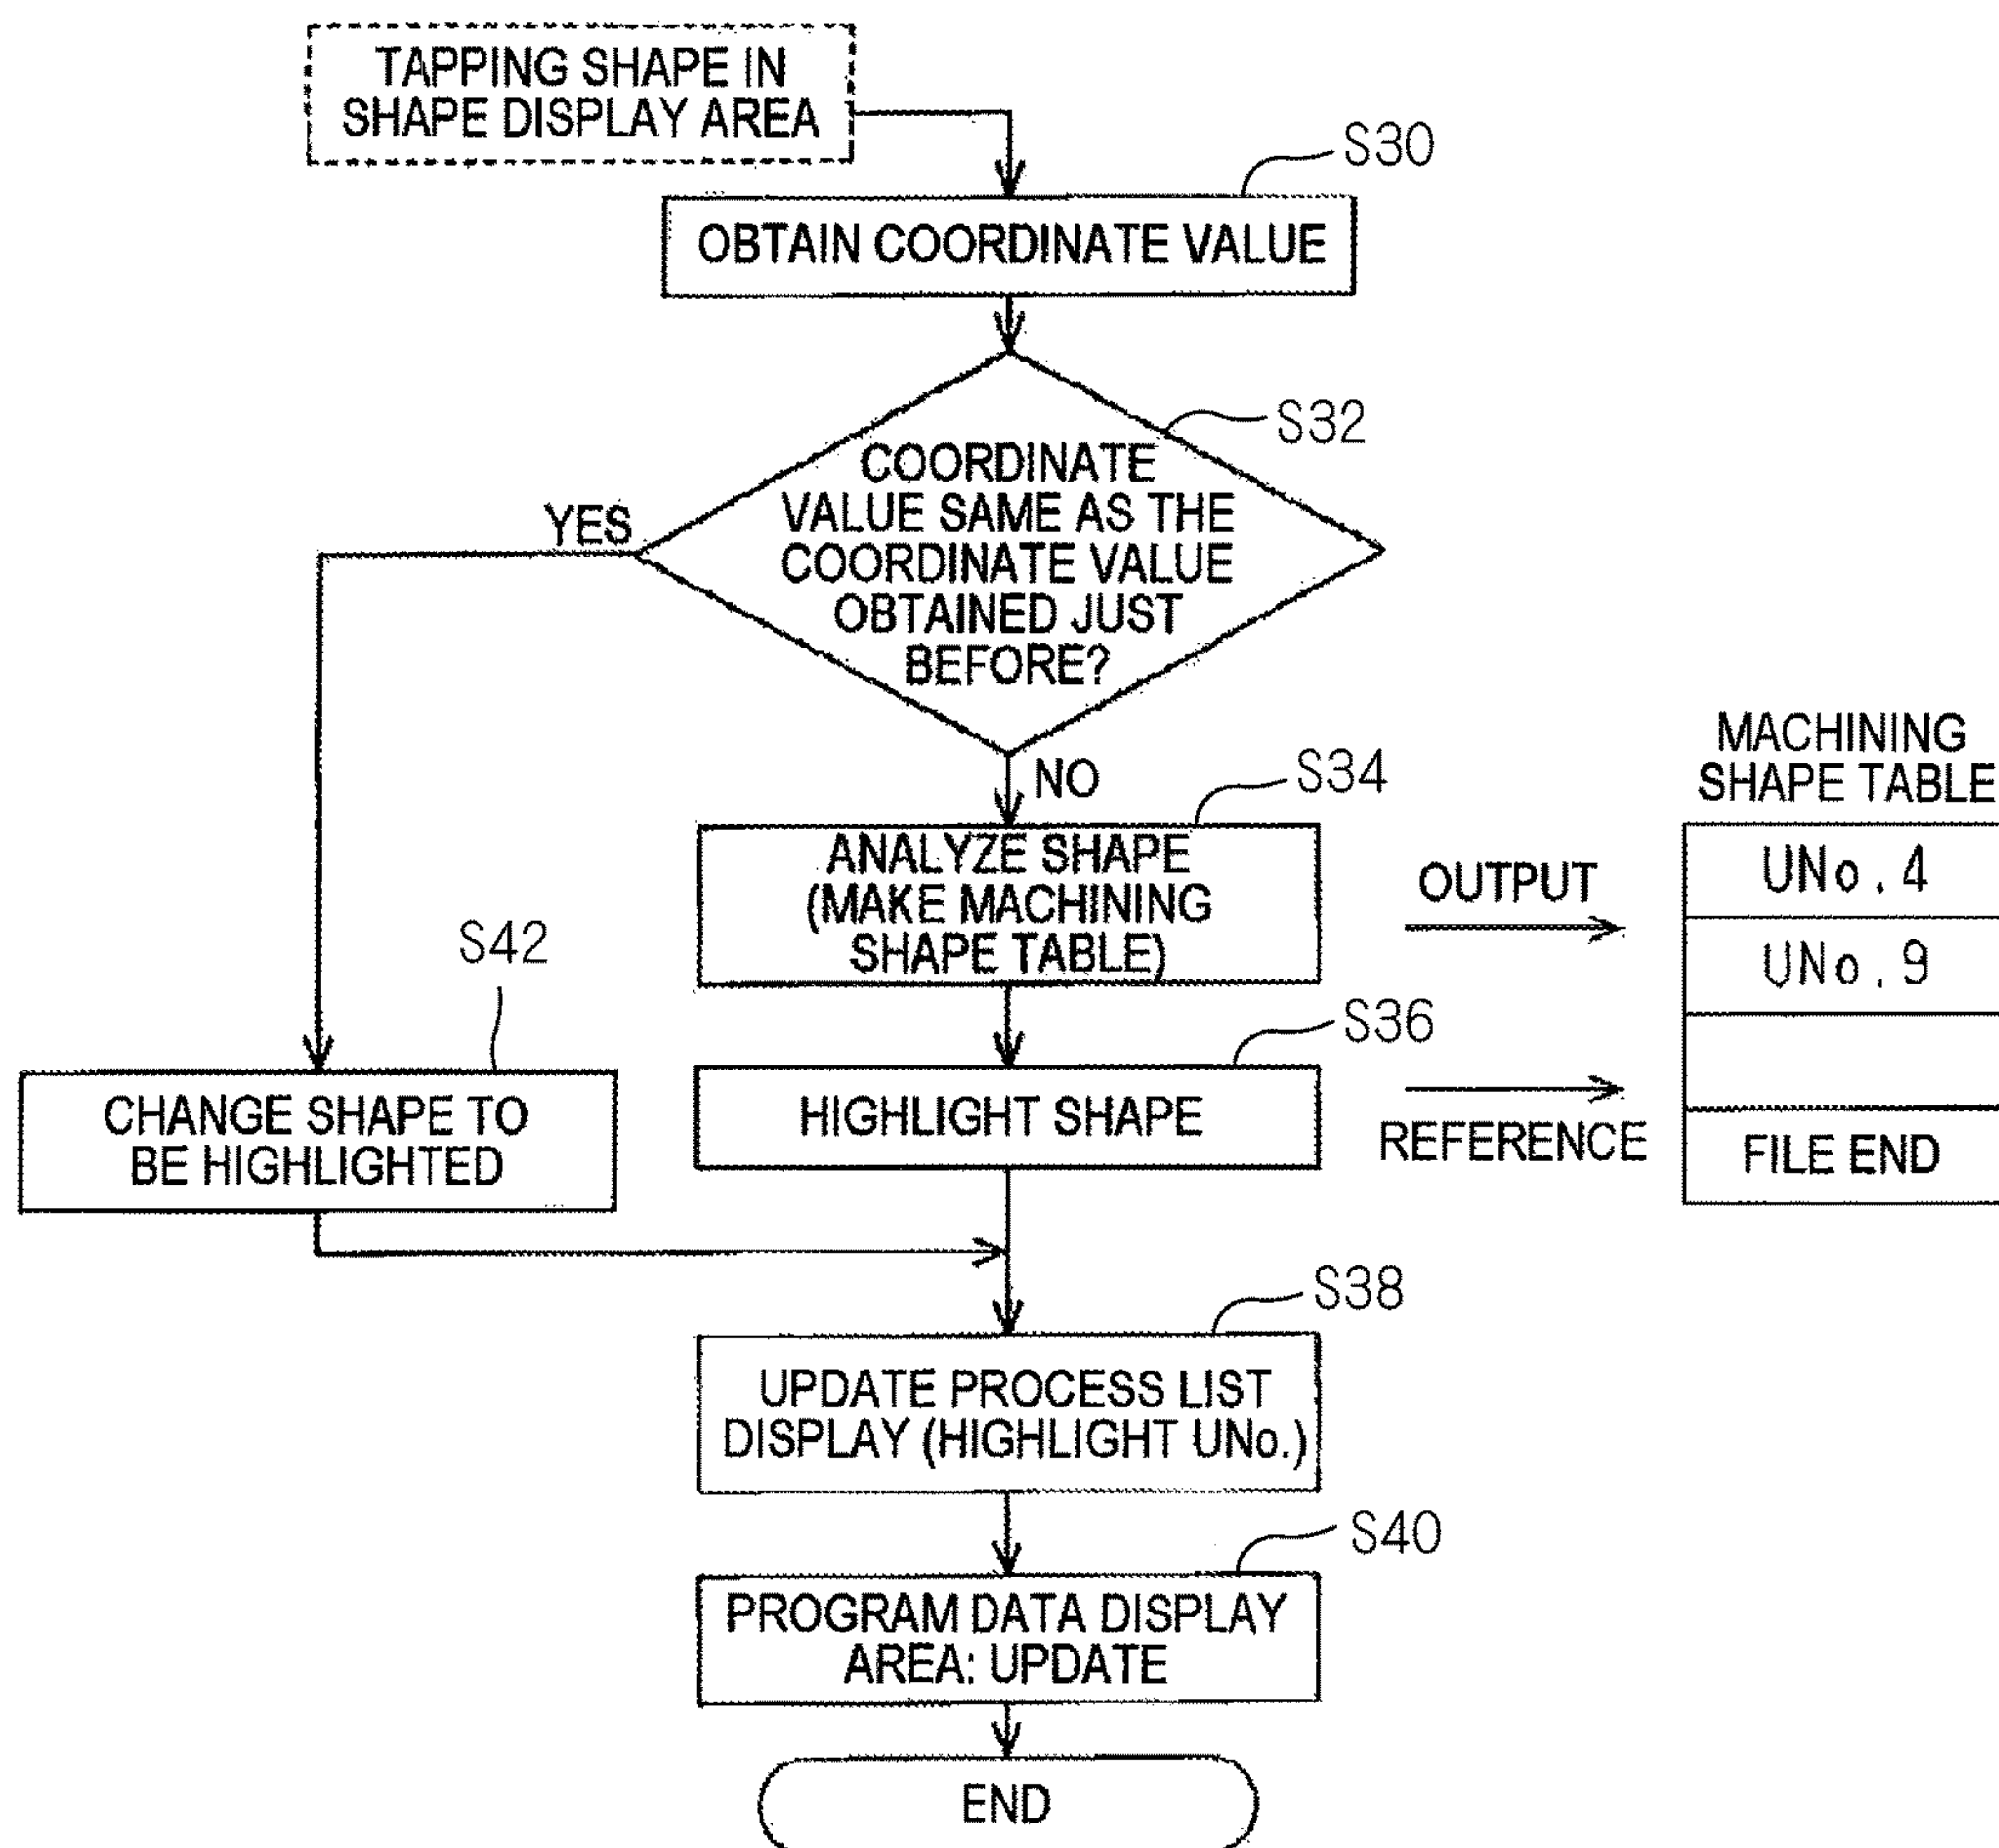 TAPPING SHAPE IN
SHAPE DISPLAY AREA
S30
OBTAIN COORDINATE VALUE
S32
COORDINATE
VALUE SAME AS THE
COORDINATE VALUE
OBTAINED JUST
BEFORE?
YES
NO
S34
ANALYZE SHAPE
(MAKE MACHINING
SHAPE TABLE)
OUTPUT
MACHINING
SHAPE TABLE
UNo. 4
UNo. 9
FILE END
S36
HIGHLIGHT SHAPE
REFERENCE
S42
CHANGE SHAPE TO
BE HIGHLIGHTED
S38
UPDATE PROCESS LIST
DISPLAY (HIGHLIGHT UNo.)
S40
PROGRAM DATA DISPLAY
AREA: UPDATE
END